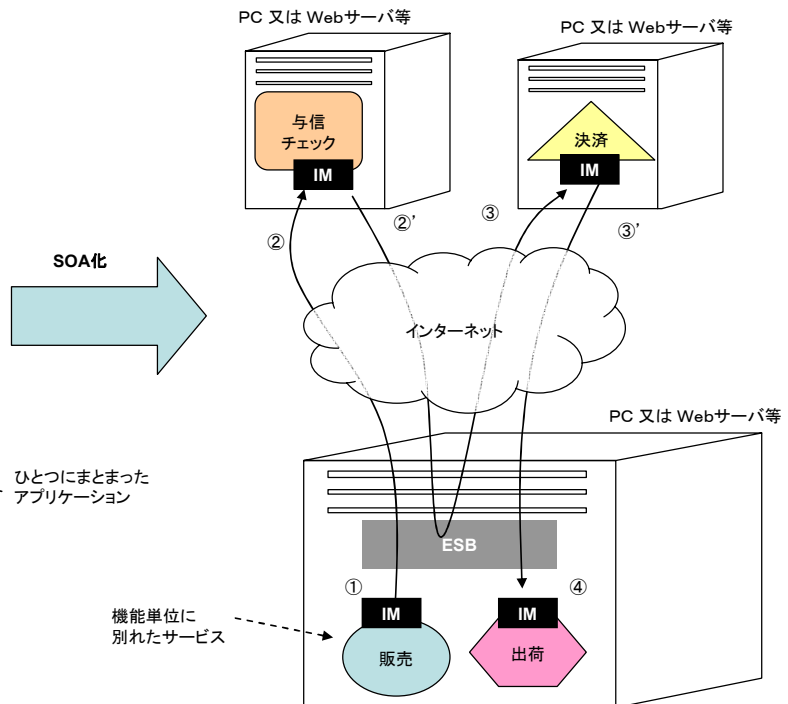 PC 又は Webサーバ等
PC 又は Webサーバ等
与信
チェック
IM
決済
IM
②
②'
③
③'
SOA化
インターネット
PC 又は Webサーバ等
ひとつにまとまった
アプリケーション
ESB
①
IM
④
IM
機能単位に
別れたサービス
販売
出荷